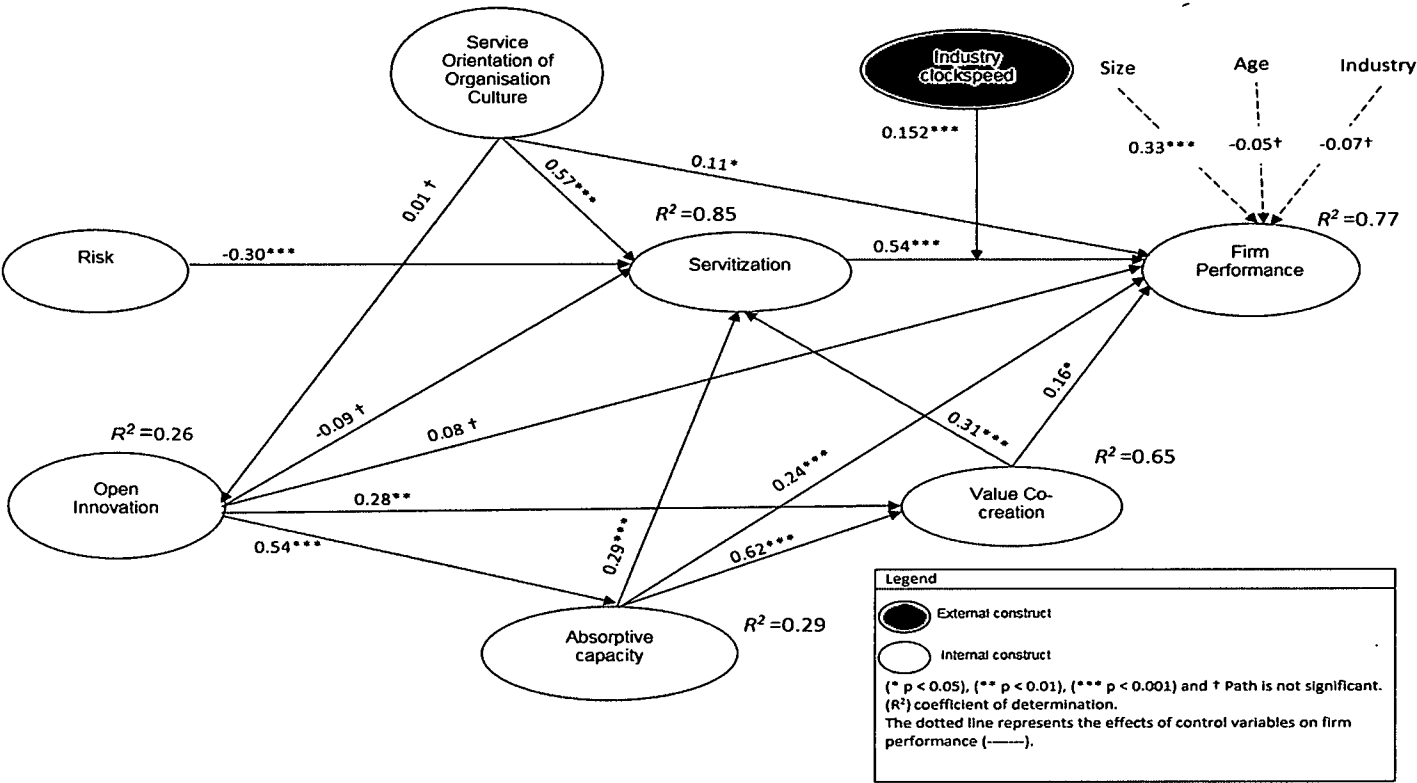 Service
Orientation of
Organisation
Culture
Industry
clockspeed
Size
Age
Industry
0.152***
0.33***
-0.05†
-0.07†
0.11*
0.57***
0.01 †
R² =0.85
R² =0.77
Risk
-0.30***
Servitization
0.54***
Firm
Performance
-0.09 †
0.08 †
0.16*
0.31***
R² =0.26
R² =0.65
Open
Innovation
0.28**
0.24***
Value Co-
creation
0.54***
0.29***
0.62***
Absorptive
capacity
R² =0.29
Legend
External construct
Internal construct
(* p < 0.05), (** p < 0.01), (*** p < 0.001) and † Path is not significant.
(R²) coefficient of determination.
The dotted line represents the effects of control variables on firm
performance (-------).